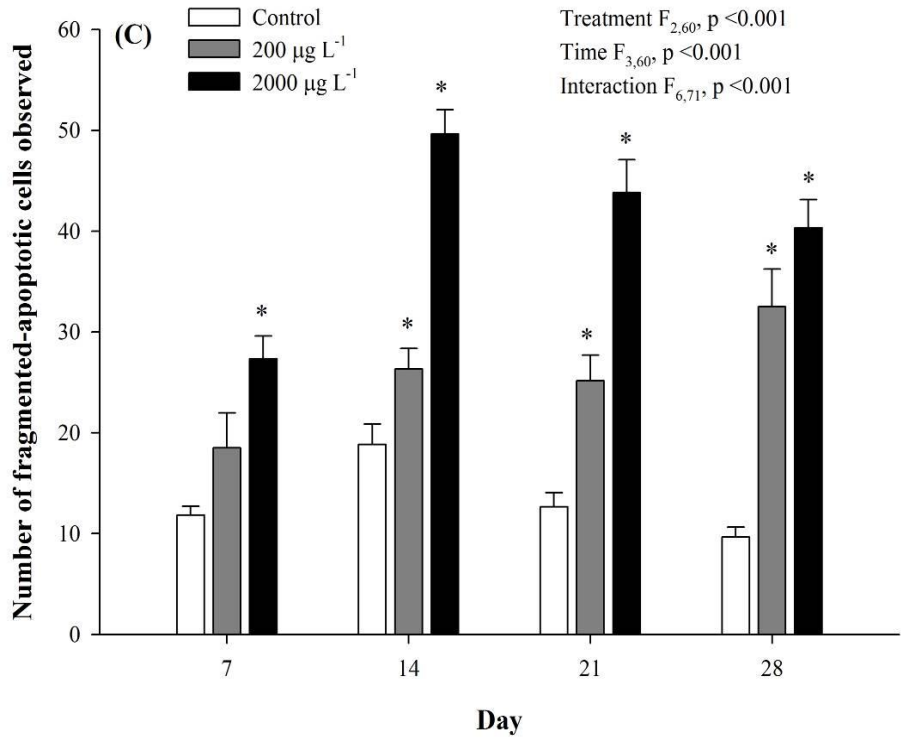 (C)
Control
200 μg L⁻¹
2000 μg L⁻¹
Treatment F₂,₆₀, p <0.001
Time F₃,₆₀, p <0.001
Interaction F₆,₇₁, p <0.001
Number of fragmented-apoptotic cells observed
60
50
40
30
20
10
0
*
*
*
*
*
*
*
7
14
21
28
Day